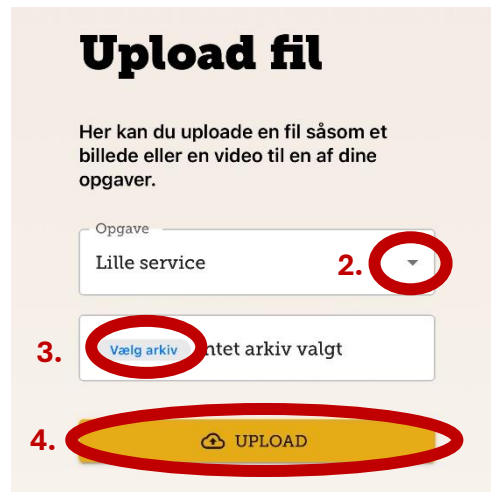 Upload fil
Her kan du uploade en fil såsom et
billede eller en video til en af dine
opgaver.
Opgave
Lille service
2.
3.
Vælg arkiv ntet arkiv valgt
4.
UPLOAD